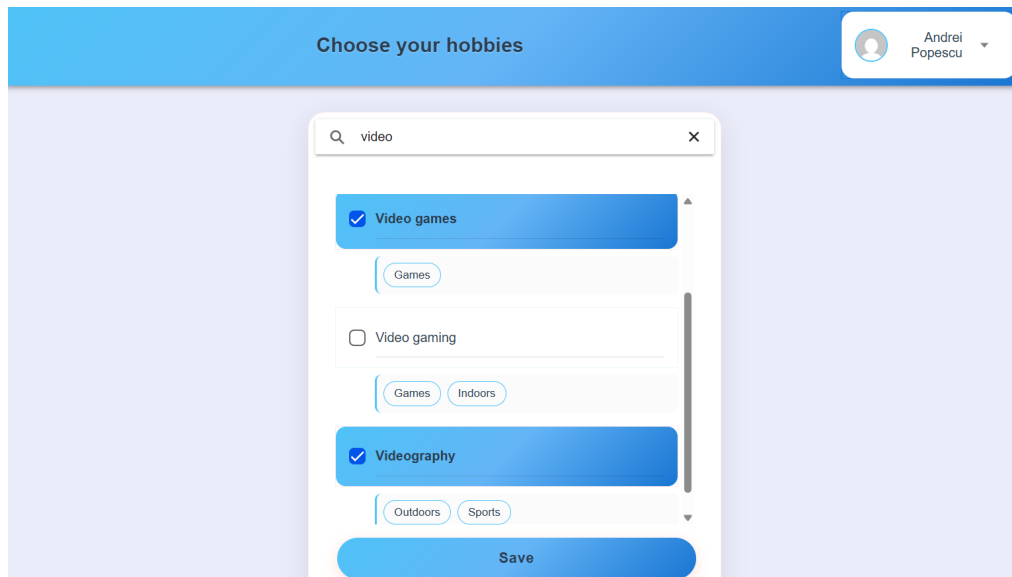 Choose your hobbies
Andrei
Popescu
video
Video games
Games
Video gaming
Games Indoors
Videography
Outdoors Sports
Save